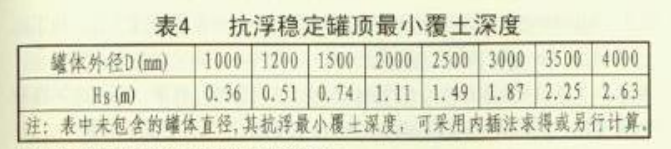 表4 抗浮稳定罐顶最小覆土深度
罐体外径D(mm) 1000 1200 1500 2000 2500 3000 3500 4000
Hs(m) 0.36 0.51 0.74 1.11 1.49 1.87 2.25 2.63
注: 表中未包含的罐体直径,其抗浮最小覆土深度,可采用内插法求得或另行计算。